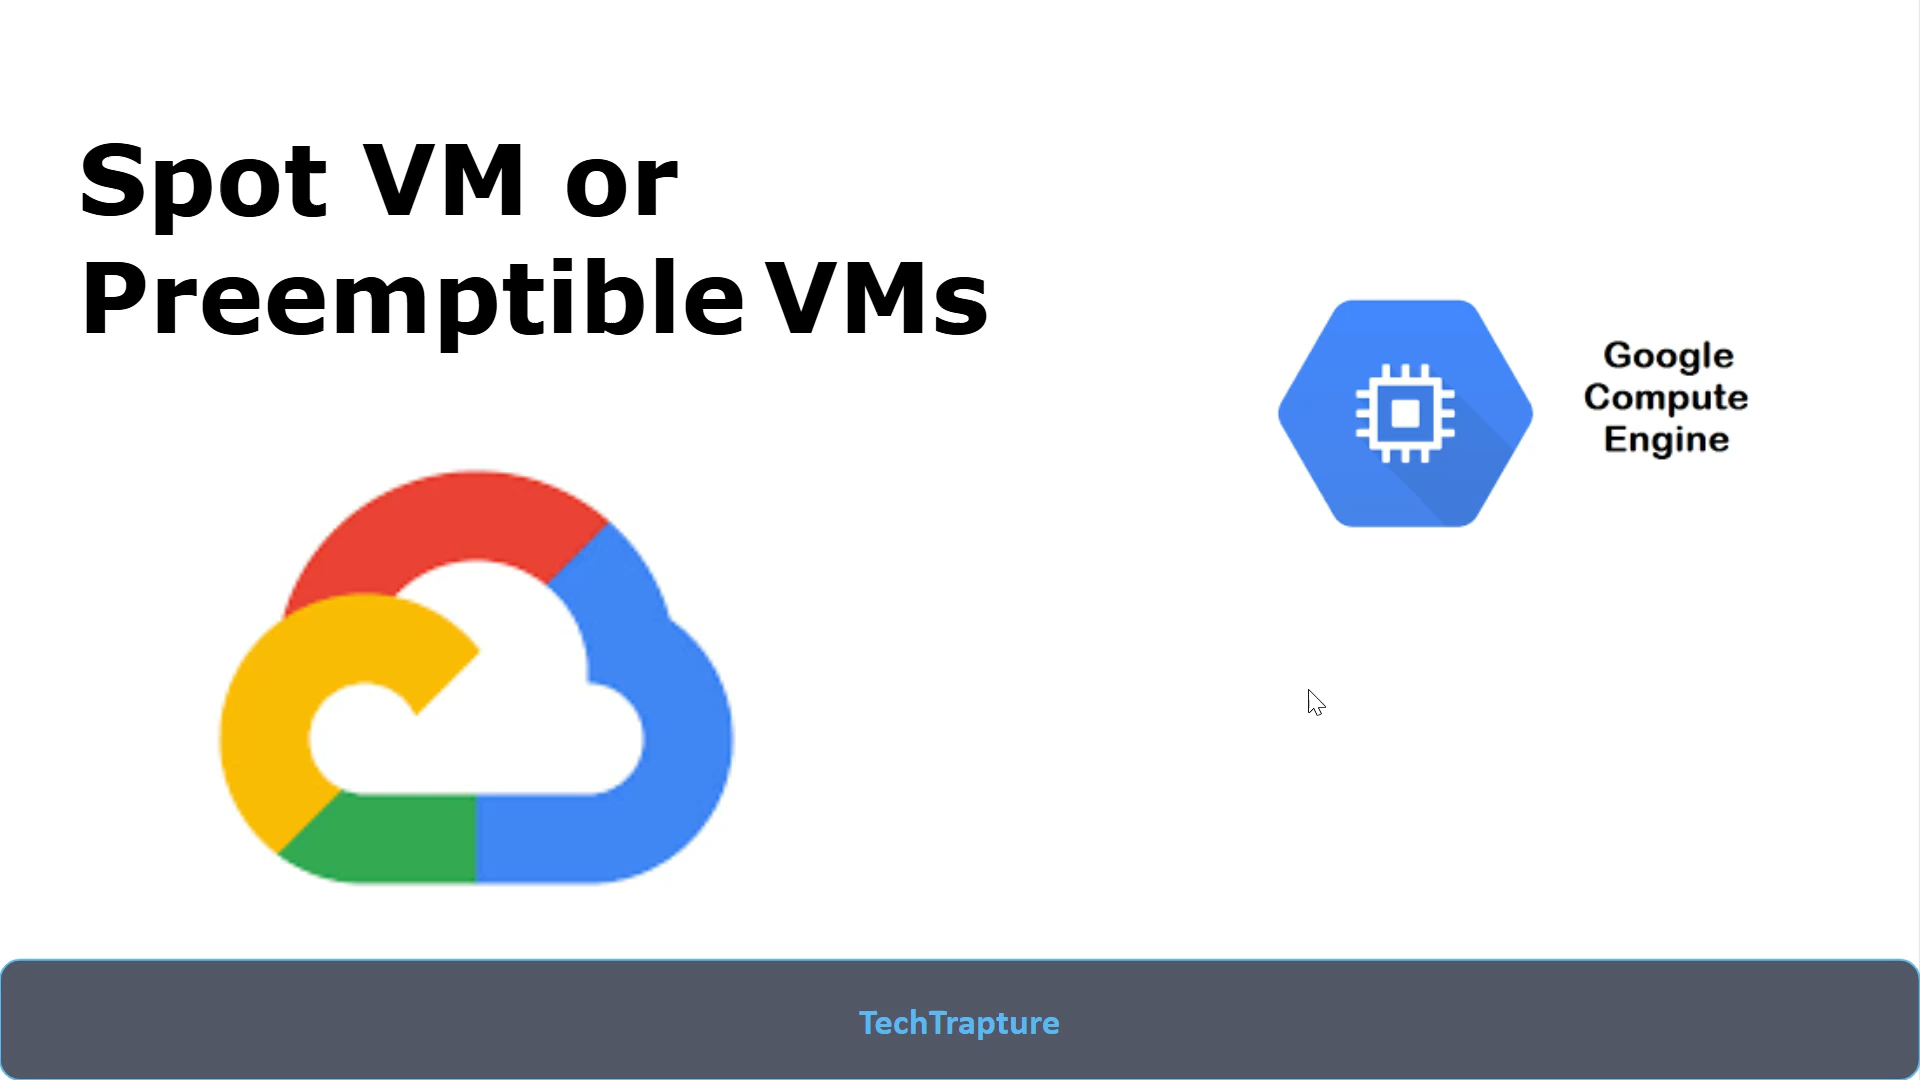 Spot VM or
Preemptible VMs
Google
Compute
Engine
TechTrapture